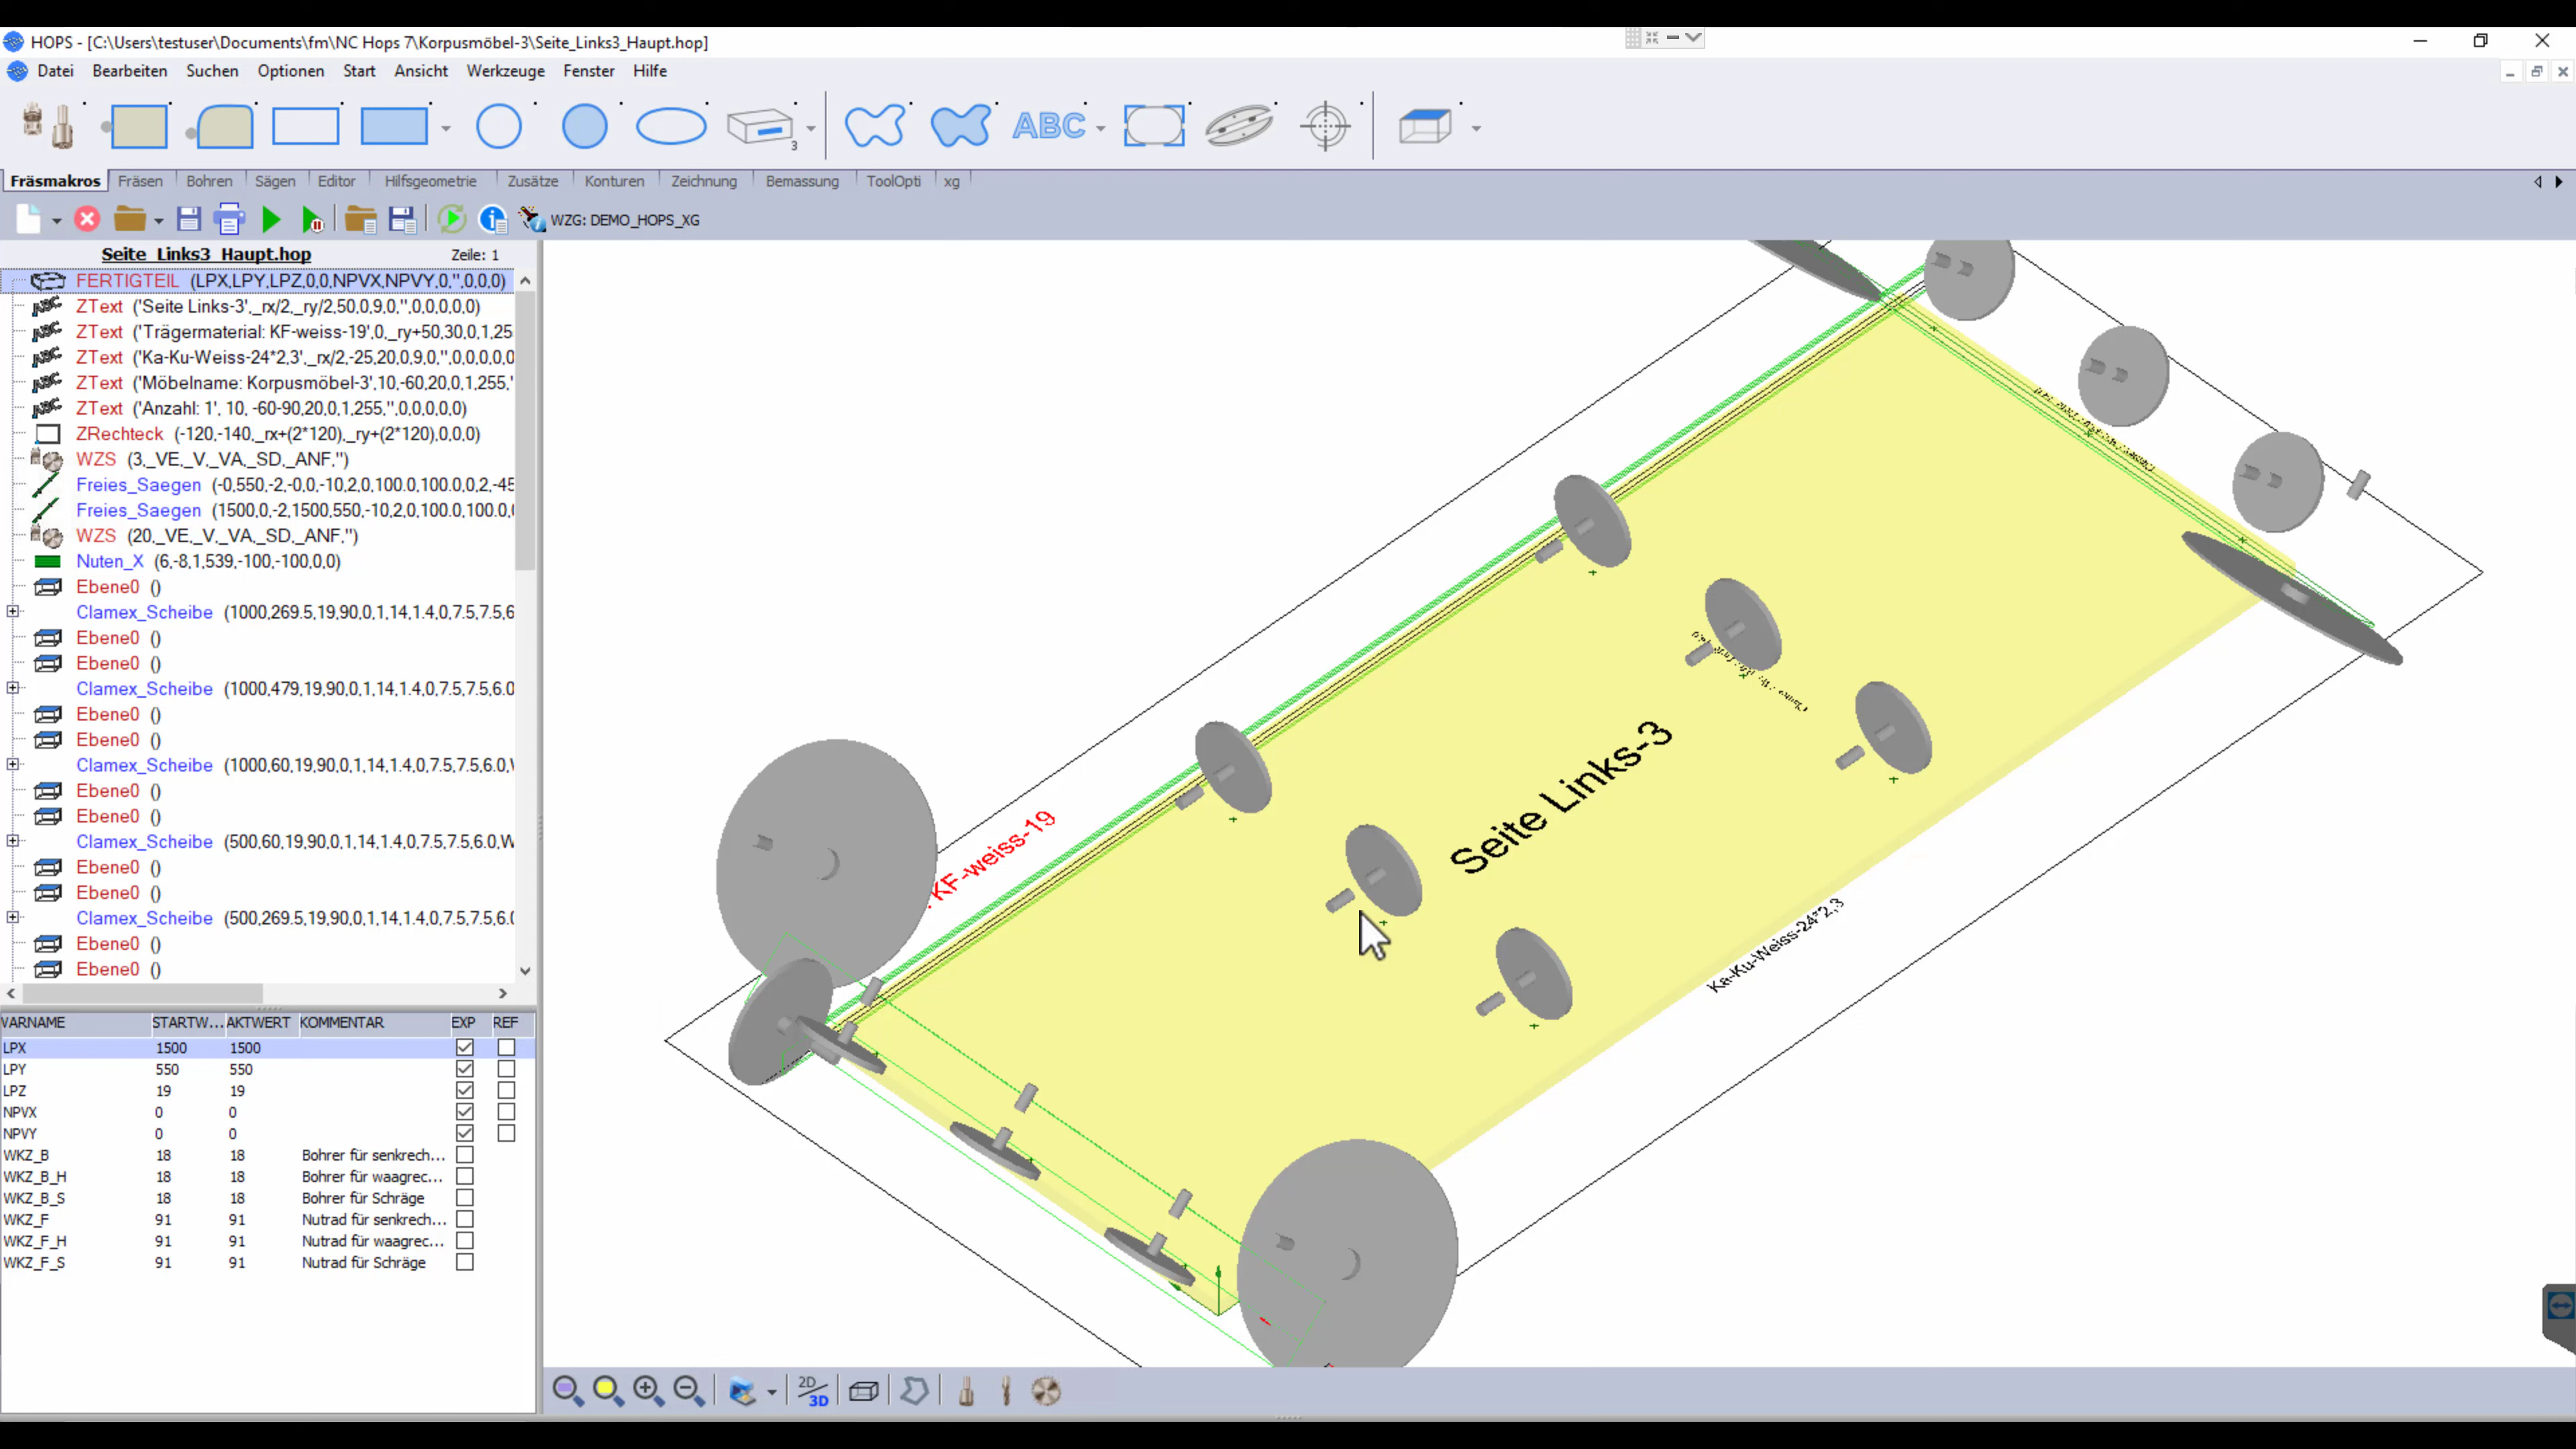 HOPS - [C:\Users\testuser\Documents\fm\NC Hops 7\Korpusmöbel-3\Seite_Links3_Haupt.hop]
Datei Bearbeiten Suchen Optionen Start Ansicht Werkzeuge Fenster Hilfe
3
ABC
Fräsmakros Fräsen Bohren Sägen Editor Hilfsgeometrie Zusätze Konturen Zeichnung Bemassung ToolOpti xg
WZG: DEMO_HOPS_XG
Seite_Links3_Haupt.hop Zeile: 1
FERTIGTEIL (LPX,LPY,LPZ,0,0,NPVX,NPVY,0,'',0,0,0)
ZText ('Seite Links-3',_rx/2,_ry/2,50,0,9,0,'',0,0,0,0,0)
ZText ('Trägermaterial: KF-weiss-19',0,_ry+50,30,0,1,25
ZText ('Ka-Ku-Weiss-24*2,3',_rx/2,-25,20,0,9,0,'',0,0,0,0,0
ZText ('Möbelname: Korpusmöbel-3',10,-60,20,0,1,255,'
ZText ('Anzahl: 1', 10, -60-90,20,0,1,255,'',0,0,0,0,0)
ZRechteck (-120,-140,_rx+(2*120),_ry+(2*120),0,0,0)
WZS (3,_VE,_V,_VA,_SD,_ANF,'')
Freies_Saegen (-0,550,-2,-0,0,-10,2,0,100.0,100.0,0,2,-45
Freies_Saegen (1500,0,-2,1500,550,-10,2,0,100.0,100.0,
WZS (20,_VE,_V,_VA,_SD,_ANF,'')
Nuten_X (6,-8,1,539,-100,-100,0,0)
Ebene0 ()
Clamex_Scheibe (1000,269.5,19,90,0,1,14,1.4,0,7.5,7.5,6
Ebene0 ()
Ebene0 ()
Clamex_Scheibe (1000,479,19,90,0,1,14,1.4,0,7.5,7.5,6.0
Ebene0 ()
Ebene0 ()
Clamex_Scheibe (1000,60,19,90,0,1,14,1.4,0,7.5,7.5,6.0,
Ebene0 ()
Ebene0 ()
Clamex_Scheibe (500,60,19,90,0,1,14,1.4,0,7.5,7.5,6.0,
Ebene0 ()
Ebene0 ()
Clamex_Scheibe (500,269.5,19,90,0,1,14,1.4,0,7.5,7.5,6.0
Ebene0 ()
Ebene0 ()
VARNAME STARTW... AKTWERT KOMMENTAR EXP REF
LPX 1500 1500
LPY 550 550
LPZ 19 19
NPVX 0 0
NPVY 0 0
WKZ_B 18 18 Bohrer für senkrech...
WKZ_B_H 18 18 Bohrer für waagrec...
WKZ_B_S 18 18 Bohrer für Schräge
WKZ_F 91 91 Nutrad für senkrech...
WKZ_F_H 91 91 Nutrad für waagrec...
WKZ_F_S 91 91 Nutrad für Schräge
KF-weiss-19
Seite Links-3
Ka-Ku-Weiss-24*2,3
2D/3D